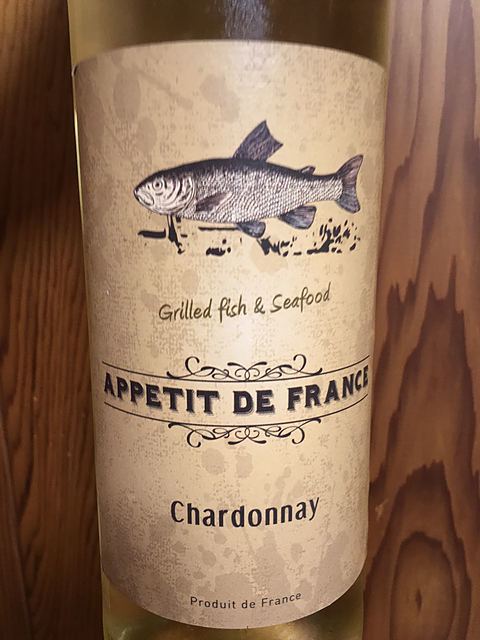 Grilled fish & Seafood
APPETIT DE FRANCE
Chardonnay
Produit de France